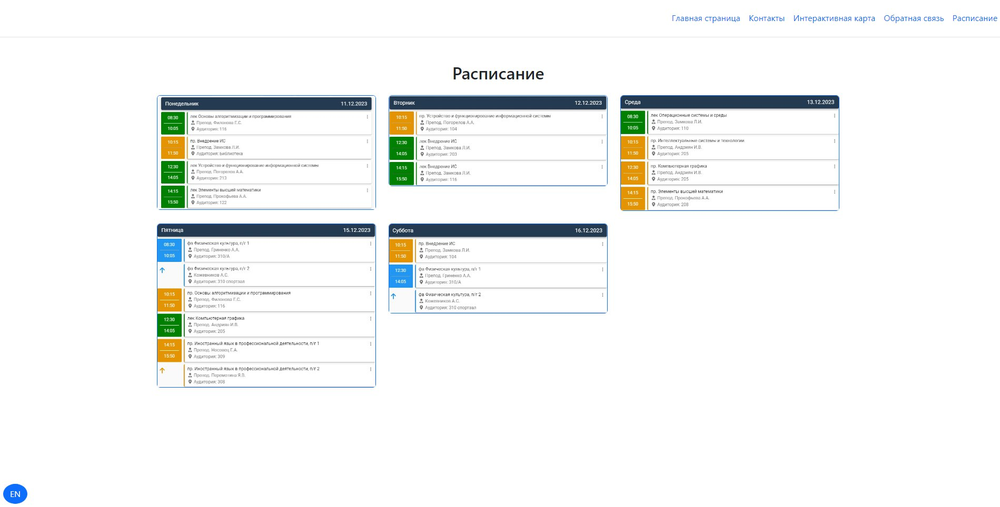 Главная страница Контакты Интерактивная карта Обратная связь Расписание
Расписание
Понедельник 11.12.2023
08:30
10:05
лек Основы алгоритмизации и программирования
Препод. Филонова Е.С.
Аудитория: 116
10:15
11:50
пр. Внедрение ИС
Препод. Замкова Л.И.
Аудитория: Библиотека
12:30
14:05
лек Устройство и функционирование информационной системы
Препод. Погорелов А.А.
Аудитория: 213
14:15
15:50
лек Элементы высшей математики
Препод. Прокофьева А.А.
Аудитория: 122
Вторник 12.12.2023
10:15
11:50
пр. Устройство и функционирование информационной системы
Препод. Погорелов А.А.
Аудитория: 104
12:30
14:05
лек Внедрение ИС
Препод. Замкова Л.И.
Аудитория: 203
14:15
15:50
лек Внедрение ИС
Препод. Замкова Л.И.
Аудитория: 116
Среда 13.12.2023
08:30
10:05
лек Операционные системы и среды
Препод. Замкова Л.И.
Аудитория: 110
10:15
11:50
пр. Интеллектуальные системы и технологии
Препод. Андриян И.В.
Аудитория: 205
12:30
14:05
пр. Компьютерная графика
Препод. Андриян И.В.
Аудитория: 205
14:15
15:50
пр. Элементы высшей математики
Препод. Прокофьева А.А.
Аудитория: 208
Пятница 15.12.2023
08:30
10:05
фв Физическая культура, п/г 1
Препод. Гриненко А.А.
Аудитория: 310/А
фв Физическая культура, п/г 2
Кожевников А.С.
Аудитория: 310 спортзал
10:15
11:50
пр. Основы алгоритмизации и программирования
Препод. Филонова Е.С.
Аудитория: 116
12:30
14:05
лек Компьютерная графика
Препод. Андриян И.В.
Аудитория: 205
14:15
15:50
пр. Иностранный язык в профессиональной деятельности, п/г 1
Препод. Носовец Е.А.
Аудитория: 309
пр. Иностранный язык в профессиональной деятельности, п/г 2
Препод. Перемотина Я.В.
Аудитория: 308
Суббота 16.12.2023
10:15
11:50
пр. Внедрение ИС
Препод. Замкова Л.И.
Аудитория: 104
12:30
14:05
фв Физическая культура, п/г 1
Препод. Гриненко А.А.
Аудитория: 310/А
фв Физическая культура, п/г 2
Кожевников А.С.
Аудитория: 310 спортзал
EN